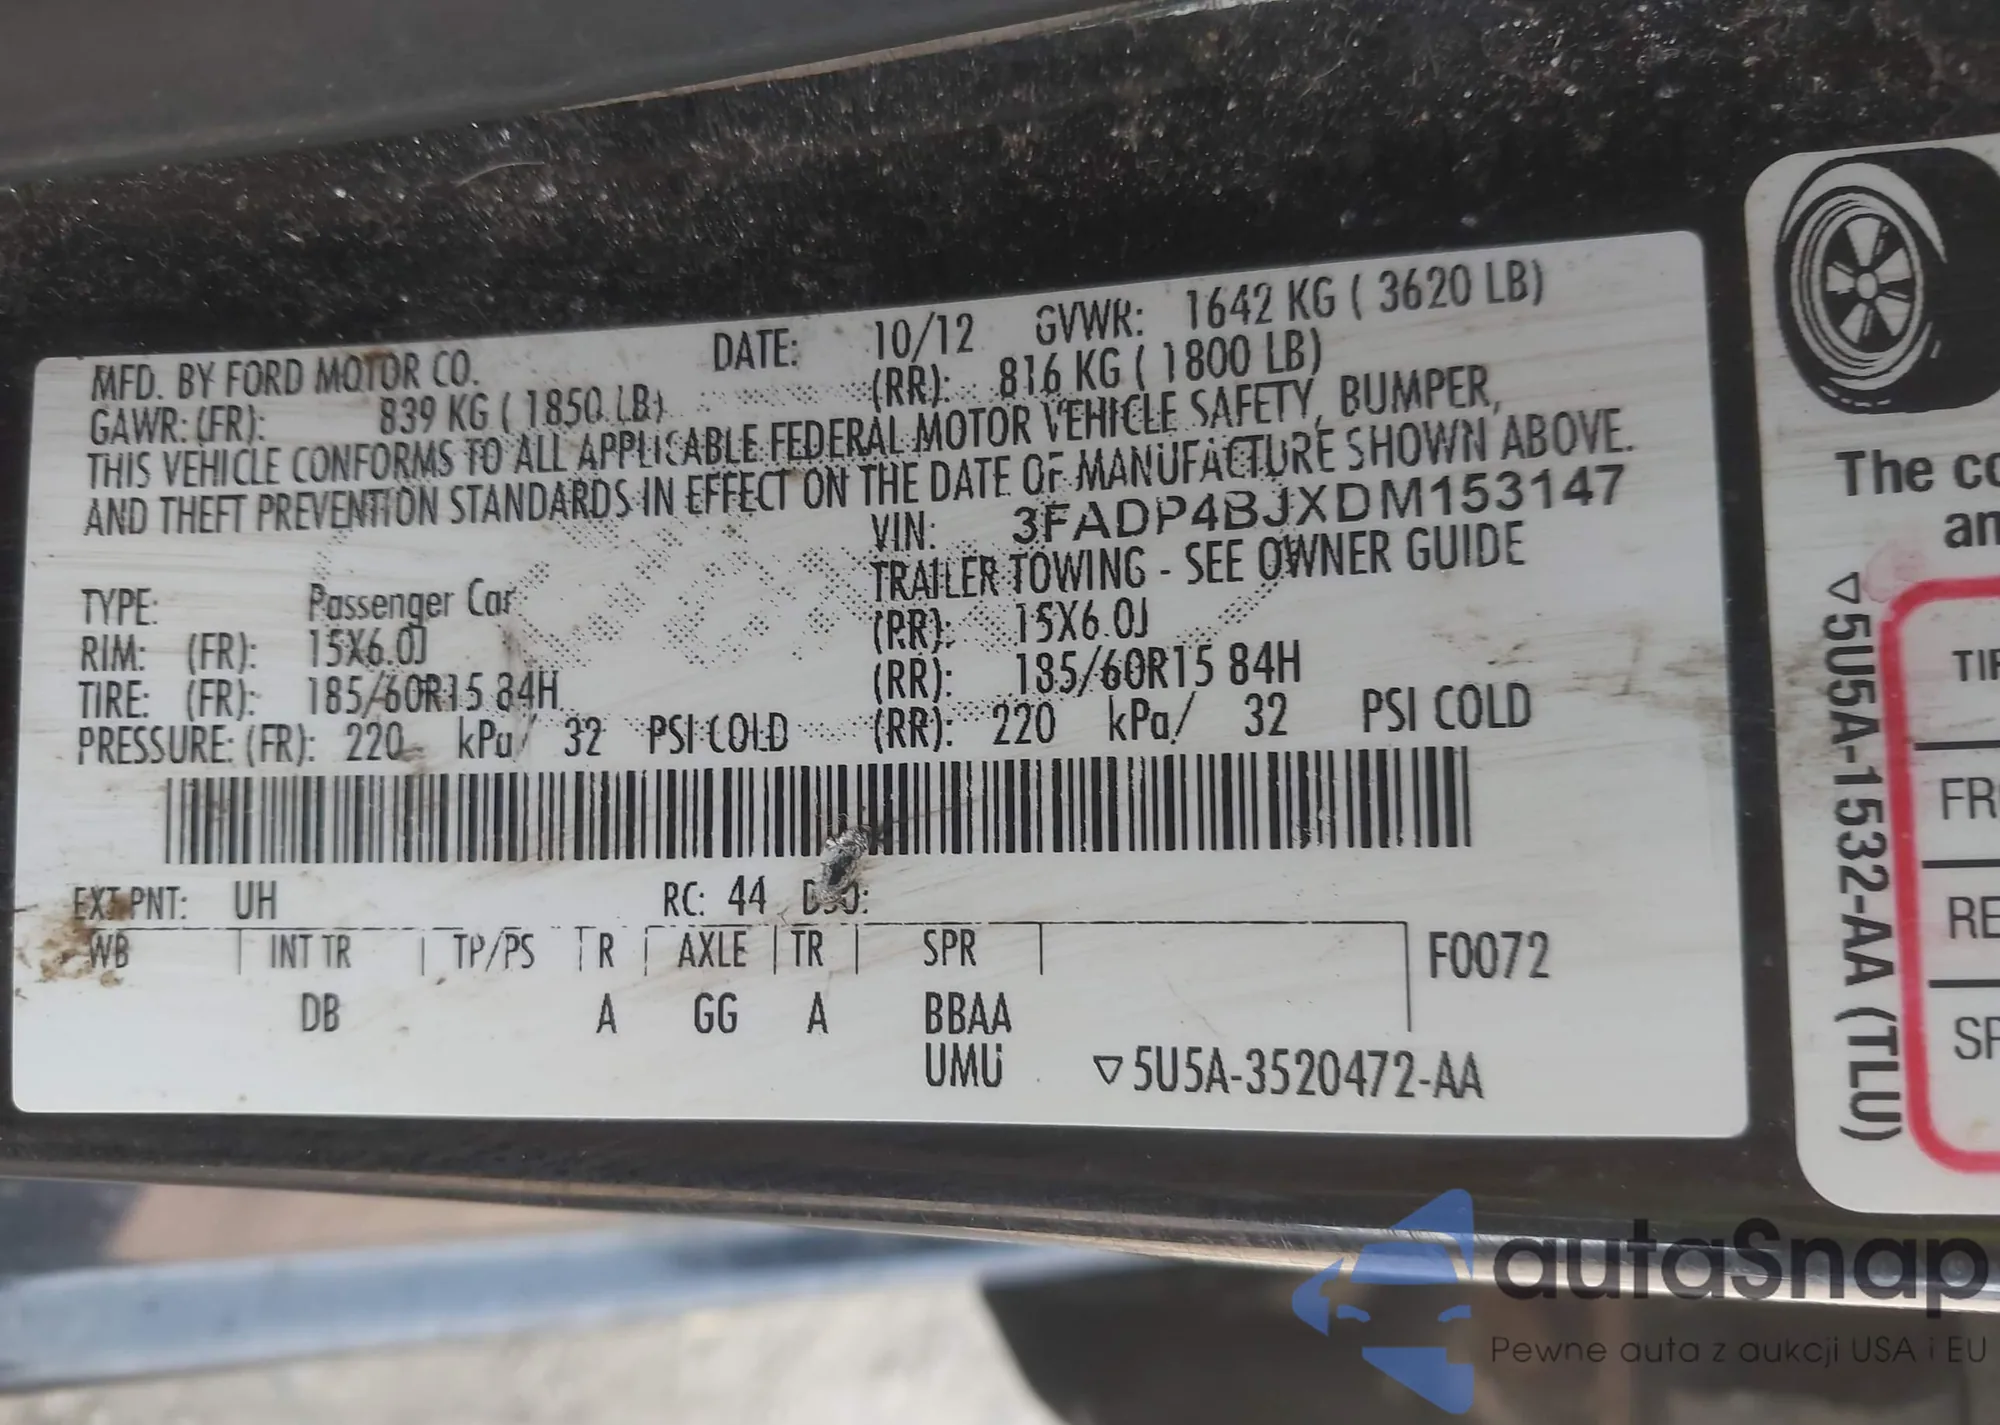 MFD. BY FORD MOTOR CO. DATE: 10/12 GVWR: 1642 KG ( 3620 LB)
GAWR: (FR): 839 KG ( 1850 LB) (RR): 816 KG ( 1800 LB)
THIS VEHICLE CONFORMS TO ALL APPLICABLE FEDERAL MOTOR VEHICLE SAFETY, BUMPER,
AND THEFT PREVENTION STANDARDS IN EFFECT ON THE DATE OF MANUFACTURE SHOWN ABOVE.
VIN: 3FADP4BJXDM153147
TRAILER TOWING - SEE OWNER GUIDE
TYPE: Passenger Car
RIM: (FR): 15X6.0J (RR): 15X6.0J
TIRE: (FR): 185/60R15 84H (RR): 185/60R15 84H
PRESSURE: (FR): 220 kPa/ 32 PSI COLD (RR): 220 kPa/ 32 PSI COLD
EXT PNT: UH RC: 44 DSO:
WB INT TR TP/PS R AXLE TR SPR F0072
DB A GG A BBAA
UMU ▽5U5A-3520472-AA
The
an
▽5U5A-1532-AA (TLU)
autaSnap
Pewne auta z aukcji USA i EU